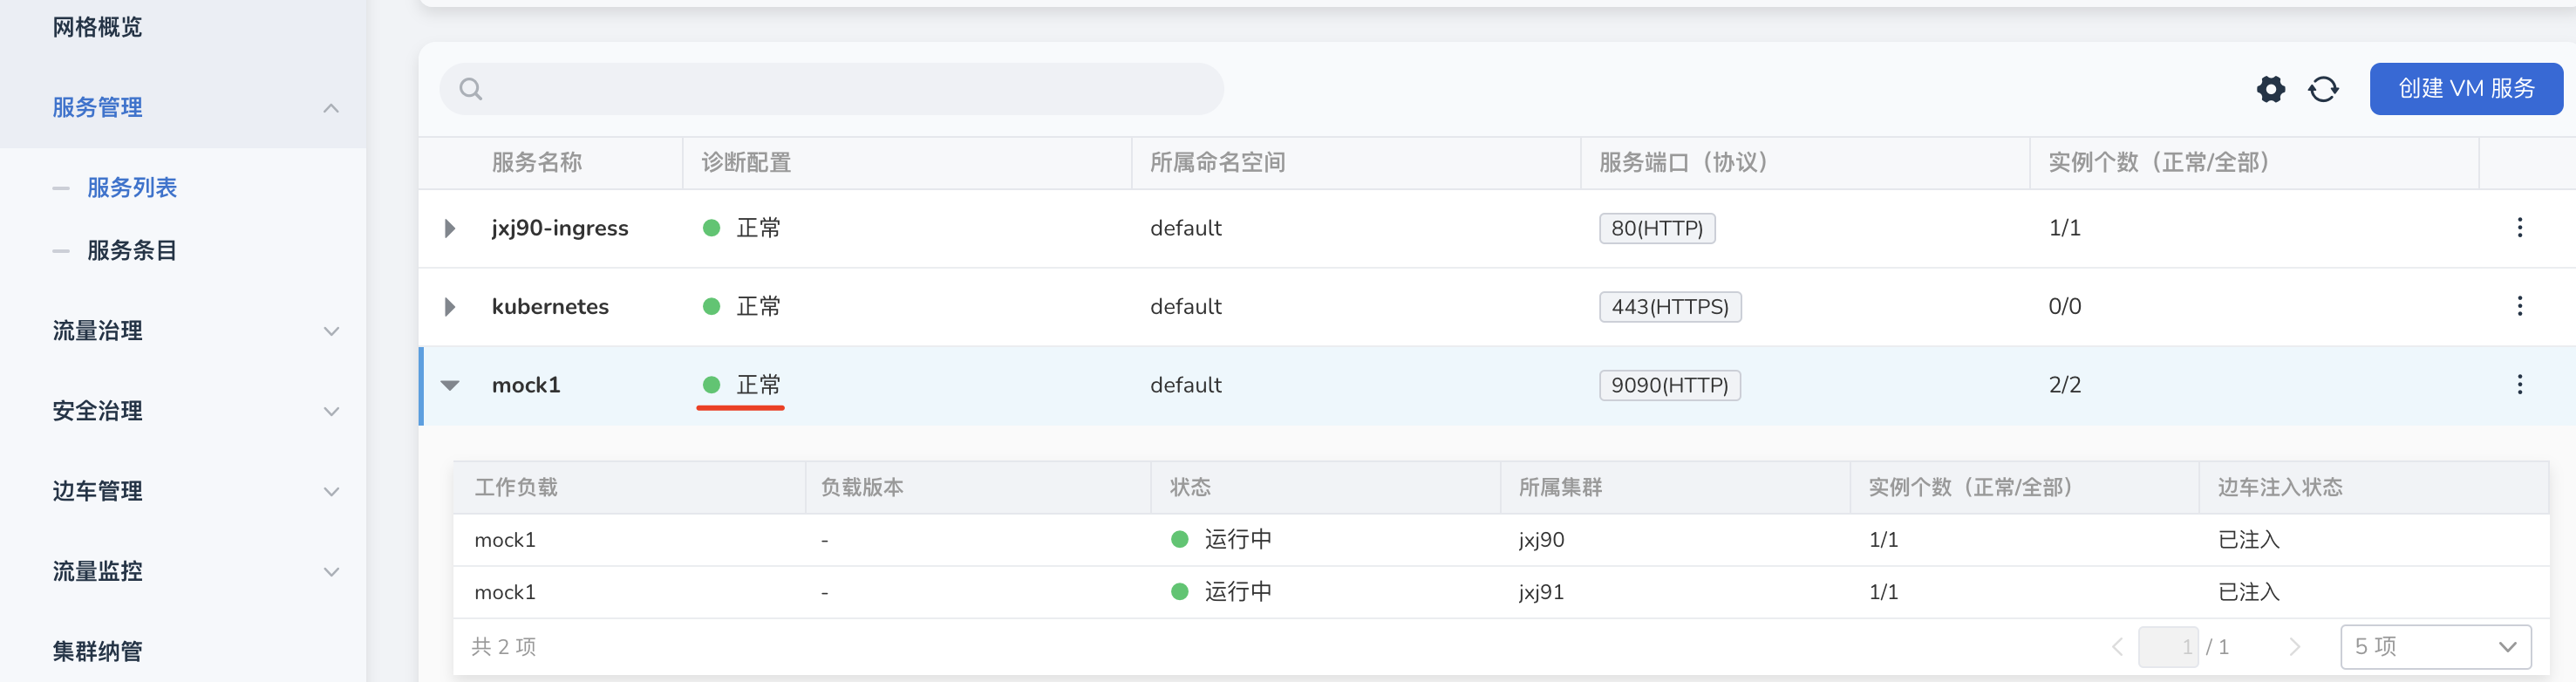 网格概览
服务管理
服务列表
服务条目
流量治理
安全治理
边车管理
流量监控
集群纳管
创建 VM 服务
服务名称 诊断配置 所属命名空间 服务端口（协议） 实例个数（正常/全部）
jxj90-ingress 正常 default 80(HTTP) 1/1
kubernetes 正常 default 443(HTTPS) 0/0
mock1 正常 default 9090(HTTP) 2/2
工作负载 负载版本 状态 所属集群 实例个数（正常/全部） 边车注入状态
mock1 - 运行中 jxj90 1/1 已注入
mock1 - 运行中 jxj91 1/1 已注入
共 2 项 1 / 1 5 项